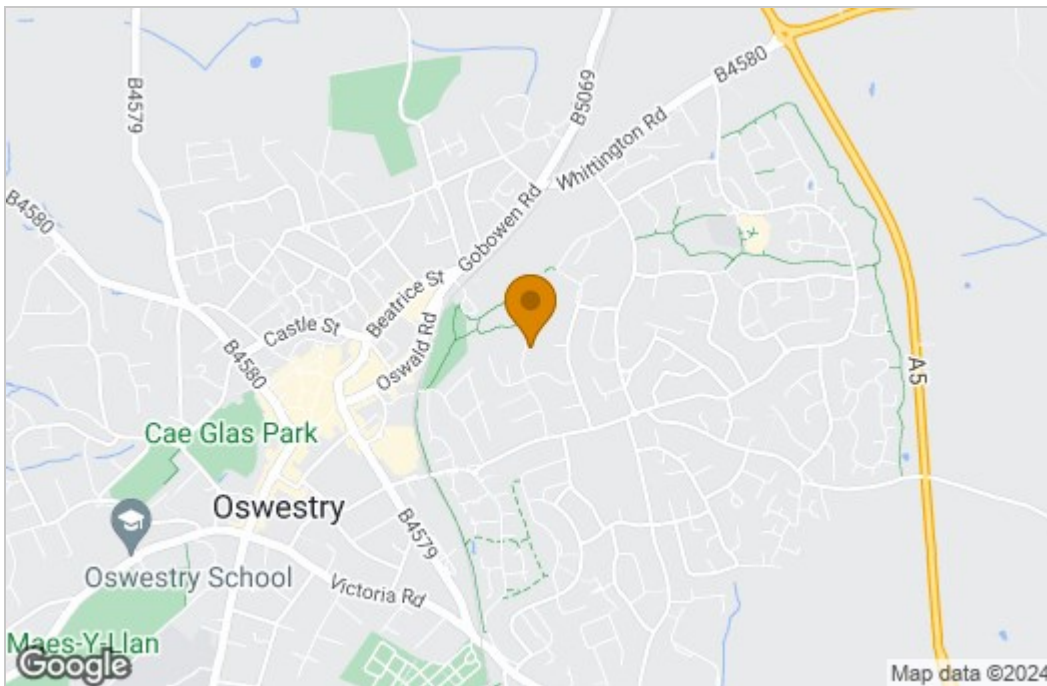 B4580
B5069
B4579
Whittington Rd
B4580
Gobowen Rd
Beatrice St
Castle St
Oswald Rd
B4580
A5
Cae Glas Park
Oswestry
B4579
Oswestry School
Victoria Rd
Maes-Y-Llan
Google
Map data ©2024